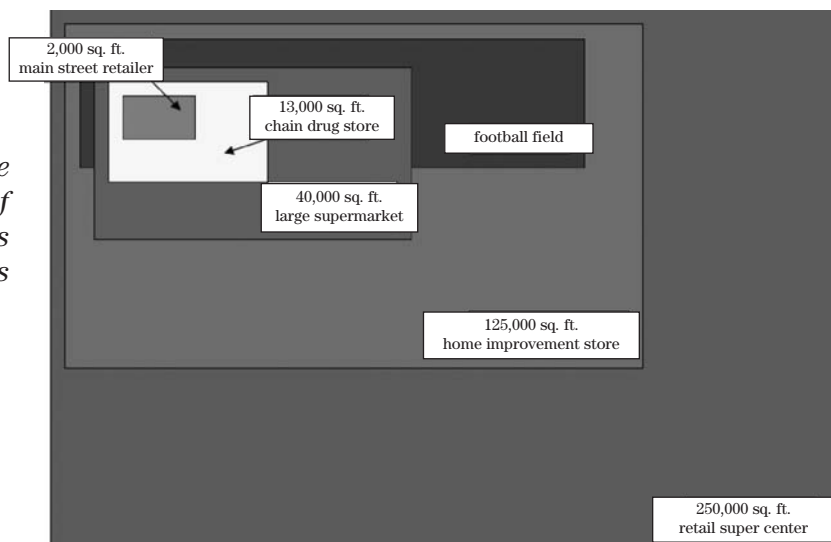 2,000 sq. ft.
main street retailer
13,000 sq. ft.
chain drug store
football field
40,000 sq. ft.
large supermarket
125,000 sq. ft.
home improvement store
250,000 sq. ft.
retail super center
e
f
s
s